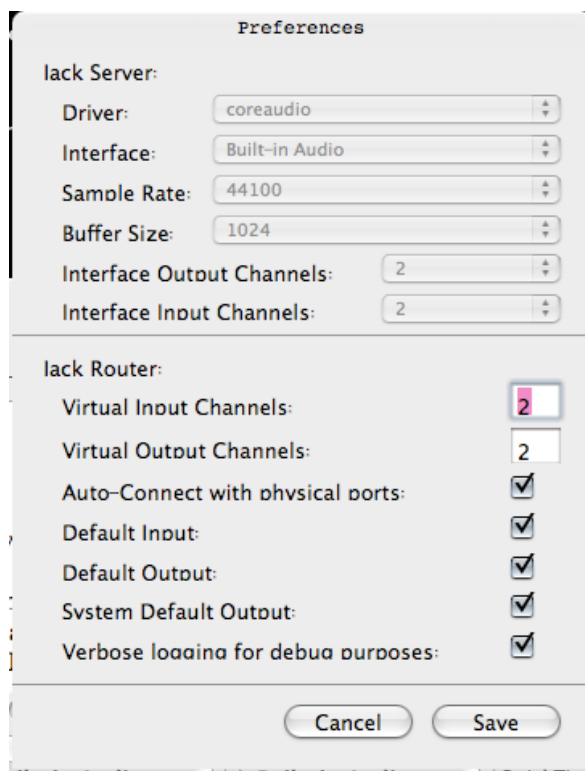 Preferences
Jack Server:
Driver: coreaudio
Interface: Built-in Audio
Sample Rate: 44100
Buffer Size: 1024
Interface Output Channels: 2
Interface Input Channels: 2
Jack Router:
Virtual Input Channels: 2
Virtual Output Channels: 2
Auto-Connect with physical ports:
Default Input:
Default Output:
System Default Output:
Verbose logging for debug purposes:
Cancel Save